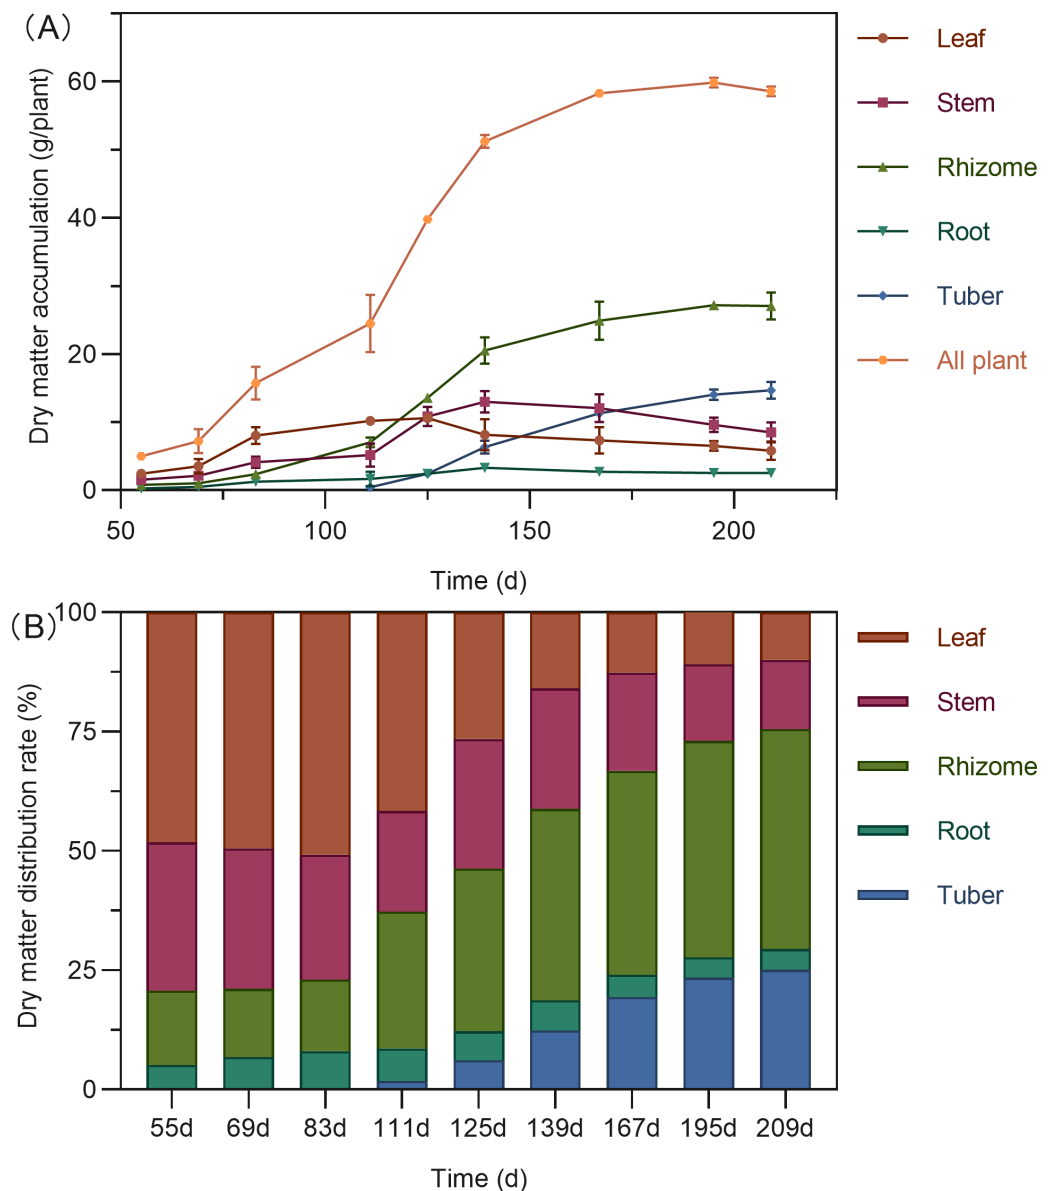 (A)
Dry matter accumulation (g/plant)
60
40
20
0
50
100
150
200
Time (d)
Leaf
Stem
Rhizome
Root
Tuber
All plant
(B)
Dry matter distribution rate (%)
100
75
50
25
0
55d
69d
83d
111d
125d
139d
167d
195d
209d
Time (d)
Leaf
Stem
Rhizome
Root
Tuber